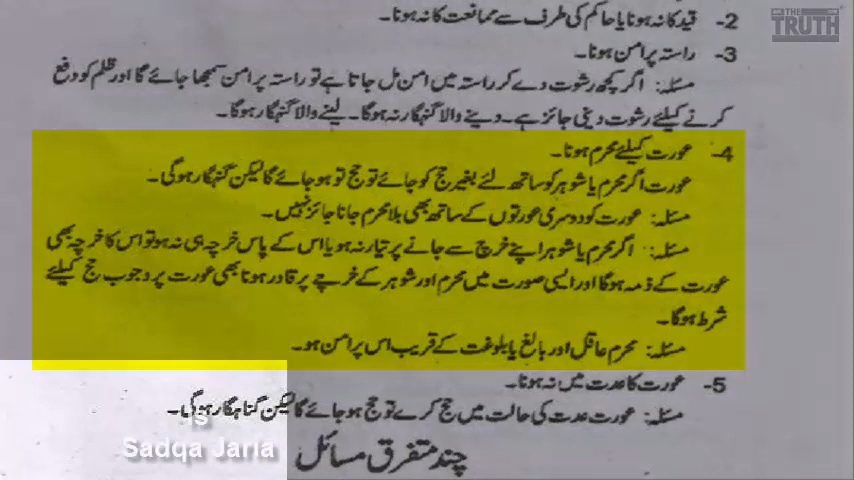 THE
TRUTH
2- قید کا نہ ہونا یا حاکم کی طرف سے ممانعت کا نہ ہونا۔
3- راستہ پر امن ہونا۔
مسئلہ: اگر کچھ رشوت دے کر راستہ میں امن مل جاتا ہے تو راستہ پر امن سمجھا جائے گا اور ظلم کو دفع
کرنے کیلئے رشوت دینی جائز ہے۔ دینے والا گنہگار نہ ہوگا۔ لینے والا گنہگار ہوگا۔
4- عورت کیلئے محرم ہونا۔
عورت اگر محرم یا شوہر کو ساتھ لئے بغیر حج کو جائے تو حج تو ہو جائے گا لیکن گنہگار ہوگی۔
مسئلہ: عورت کو دوسری عورتوں کے ساتھ بھی بلا محرم جانا جائز نہیں۔
مسئلہ: اگر محرم یا شوہر اپنے خرچ سے جانے پر تیار نہ ہو یا اس کے پاس خرچہ ہی نہ ہو تو اس کا خرچہ بھی
عورت کے ذمہ ہوگا اور ایسی صورت میں محرم اور شوہر کے خرچے پر قادر ہونا بھی عورت پر وجوب حج کیلئے
شرط ہوگا۔
مسئلہ: محرم عاقل اور بالغ یا بلوغت کے قریب اس پر امن ہو۔
5- عورت کا عدت میں نہ ہونا۔
مسئلہ: عورت عدت کی حالت میں حج کرے تو حج ہو جائے گا لیکن گناہگار ہوگی۔
is
Sadqa Jaria
چند متفرق مسائل